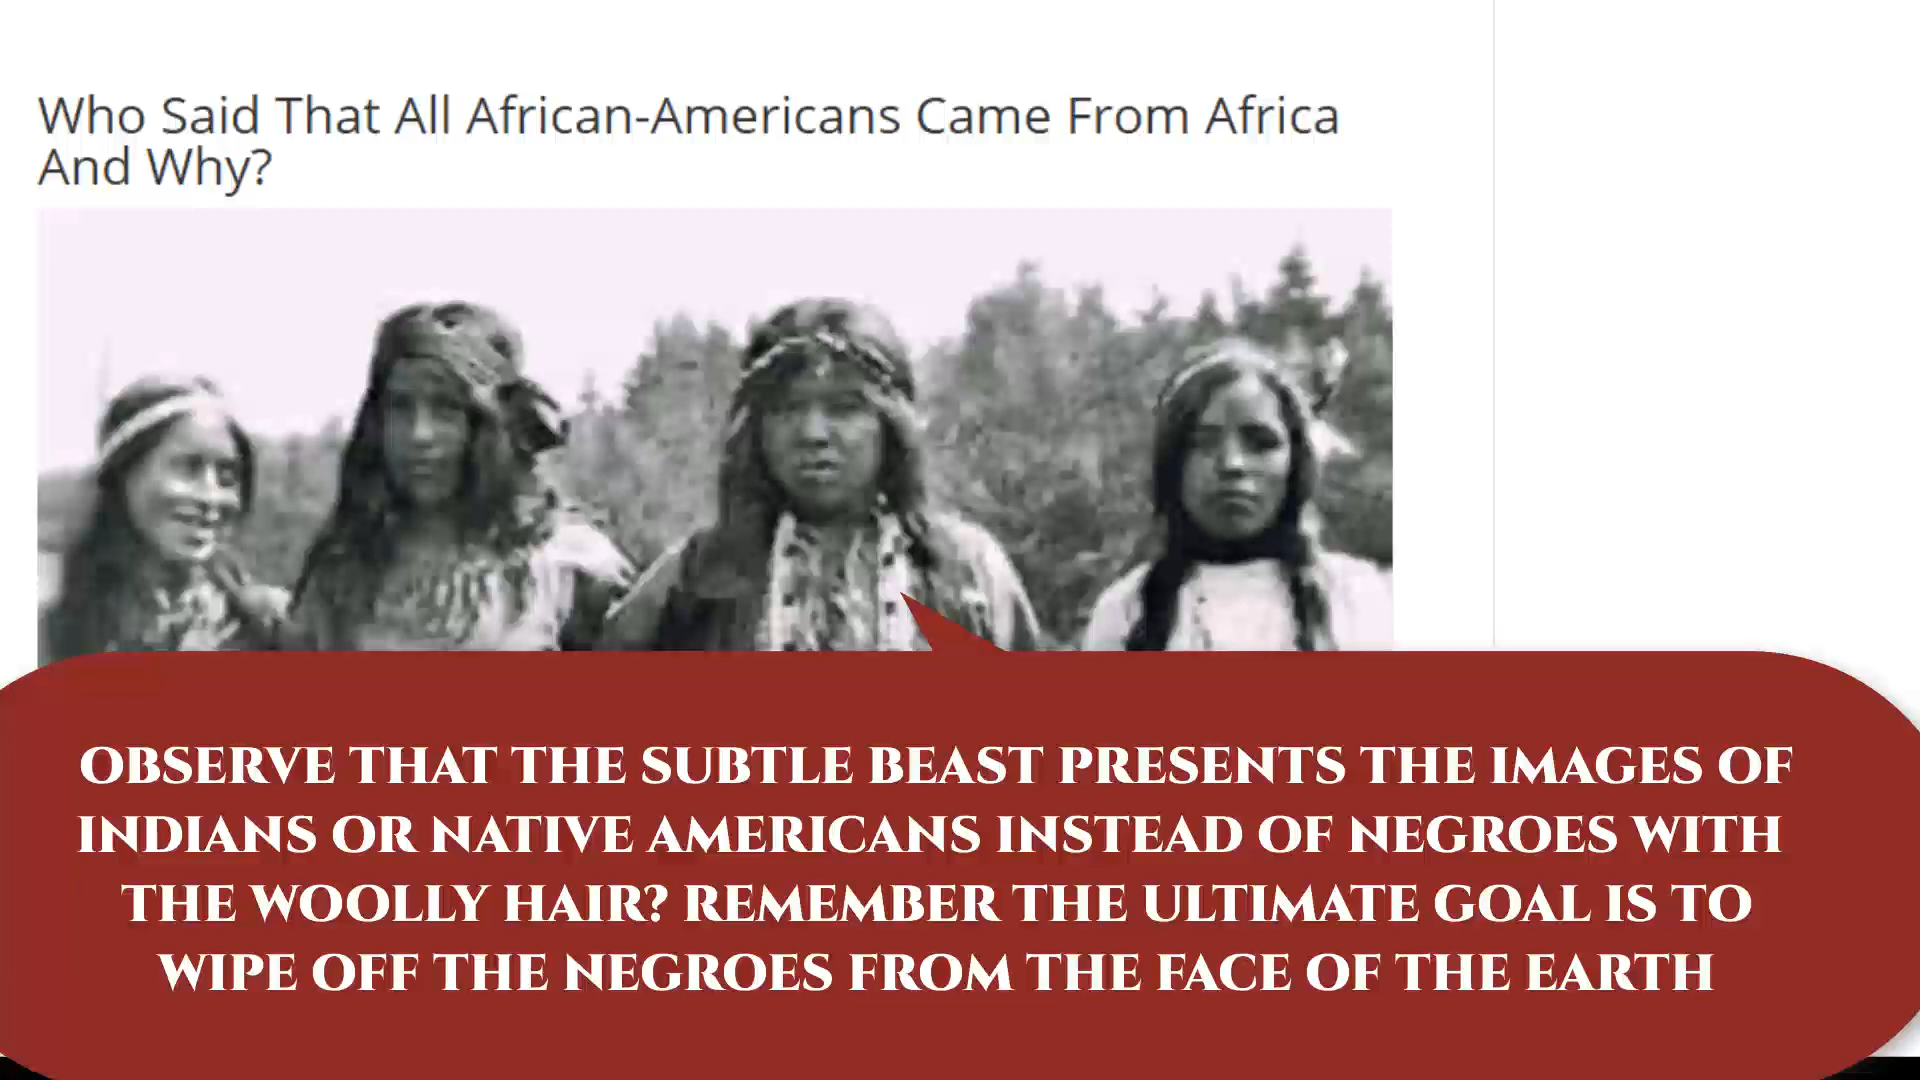 Who Said That All African-Americans Came From Africa
And Why?
OBSERVE THAT THE SUBTLE BEAST PRESENTS THE IMAGES OF
INDIANS OR NATIVE AMERICANS INSTEAD OF NEGROES WITH
THE WOOLLY HAIR? REMEMBER THE ULTIMATE GOAL IS TO
WIPE OFF THE NEGROES FROM THE FACE OF THE EARTH